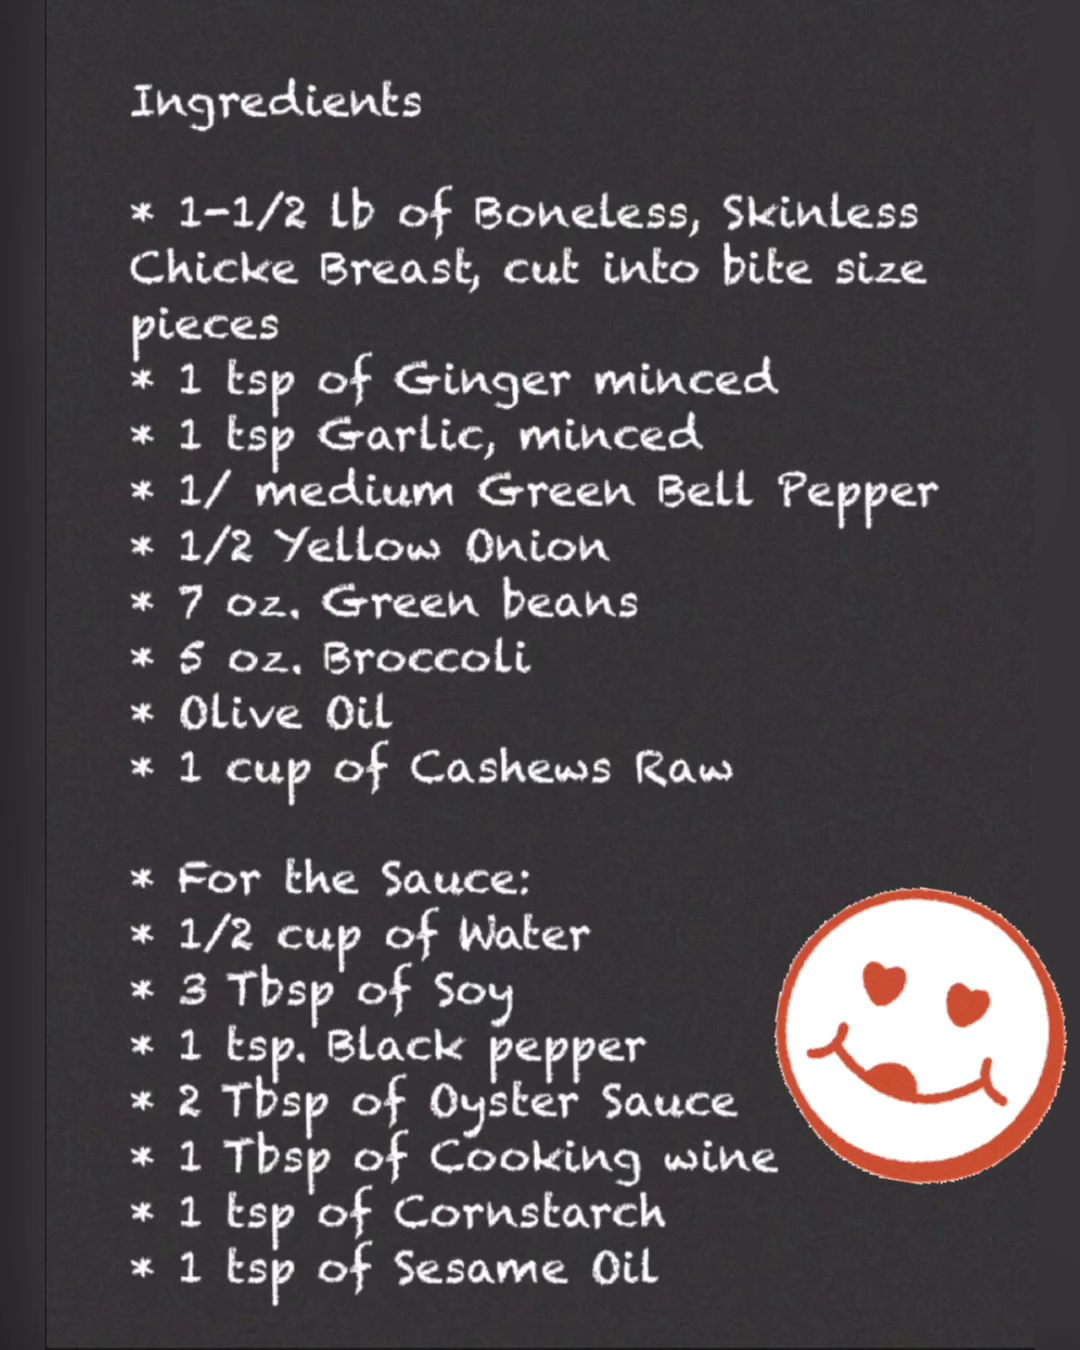 Ingredients
* 1-1/2 lb of Boneless, Skinless
Chicke Breast, cut into bite size
pieces
* 1 tsp of Ginger minced
* 1 tsp Garlic, minced
* 1/ medium Green Bell Pepper
* 1/2 Yellow Onion
* 7 oz. Green beans
* 5 oz. Broccoli
* Olive Oil
* 1 cup of Cashews Raw
* For the Sauce:
* 1/2 cup of Water
* 3 Tbsp of Soy
* 1 tsp. Black pepper
* 2 Tbsp of Oyster Sauce
* 1 Tbsp of Cooking wine
* 1 tsp of Cornstarch
* 1 tsp of Sesame Oil